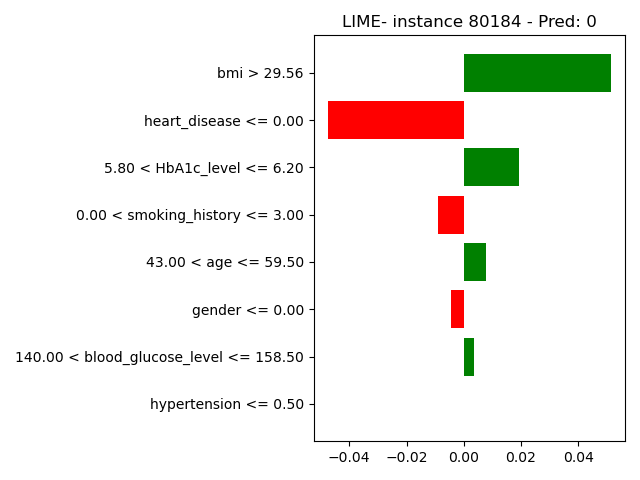 LIME- instance 80184 - Pred: 0
bmi > 29.56
heart_disease <= 0.00
5.80 < HbA1c_level <= 6.20
0.00 < smoking_history <= 3.00
43.00 < age <= 59.50
gender <= 0.00
140.00 < blood_glucose_level <= 158.50
hypertension <= 0.50
−0.04 −0.02 0.00 0.02 0.04